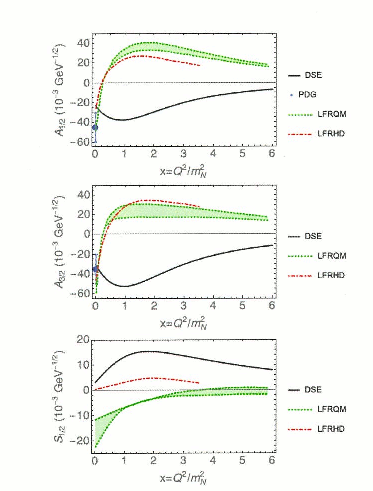 A1/2 (10−3 GeV−1/2)
40
20
0
−20
−40
−60
0 1 2 3 4 5 6
x=Q2/m2N
DSE
PDG
LFRQM
LFRHD
A3/2 (10−3 GeV−1/2)
40
20
0
−20
−40
−60
0 1 2 3 4 5 6
x=Q2/m2N
DSE
LFRQM
LFRHD
S1/2 (10−3 GeV−1/2)
20
10
0
−10
−20
0 1 2 3 4 5 6
x=Q2/m2N
DSE
LFRQM
LFRHD